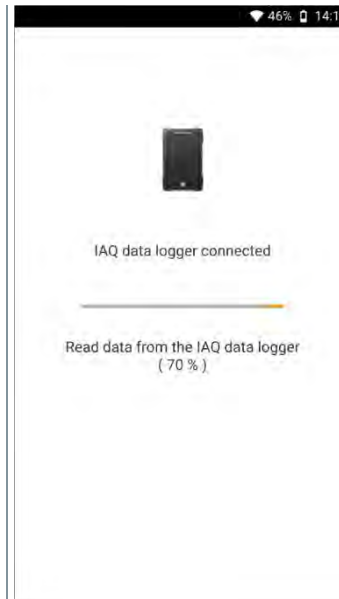 46% 14:1
IAQ data logger connected
Read data from the IAQ data logger
( 70 % )